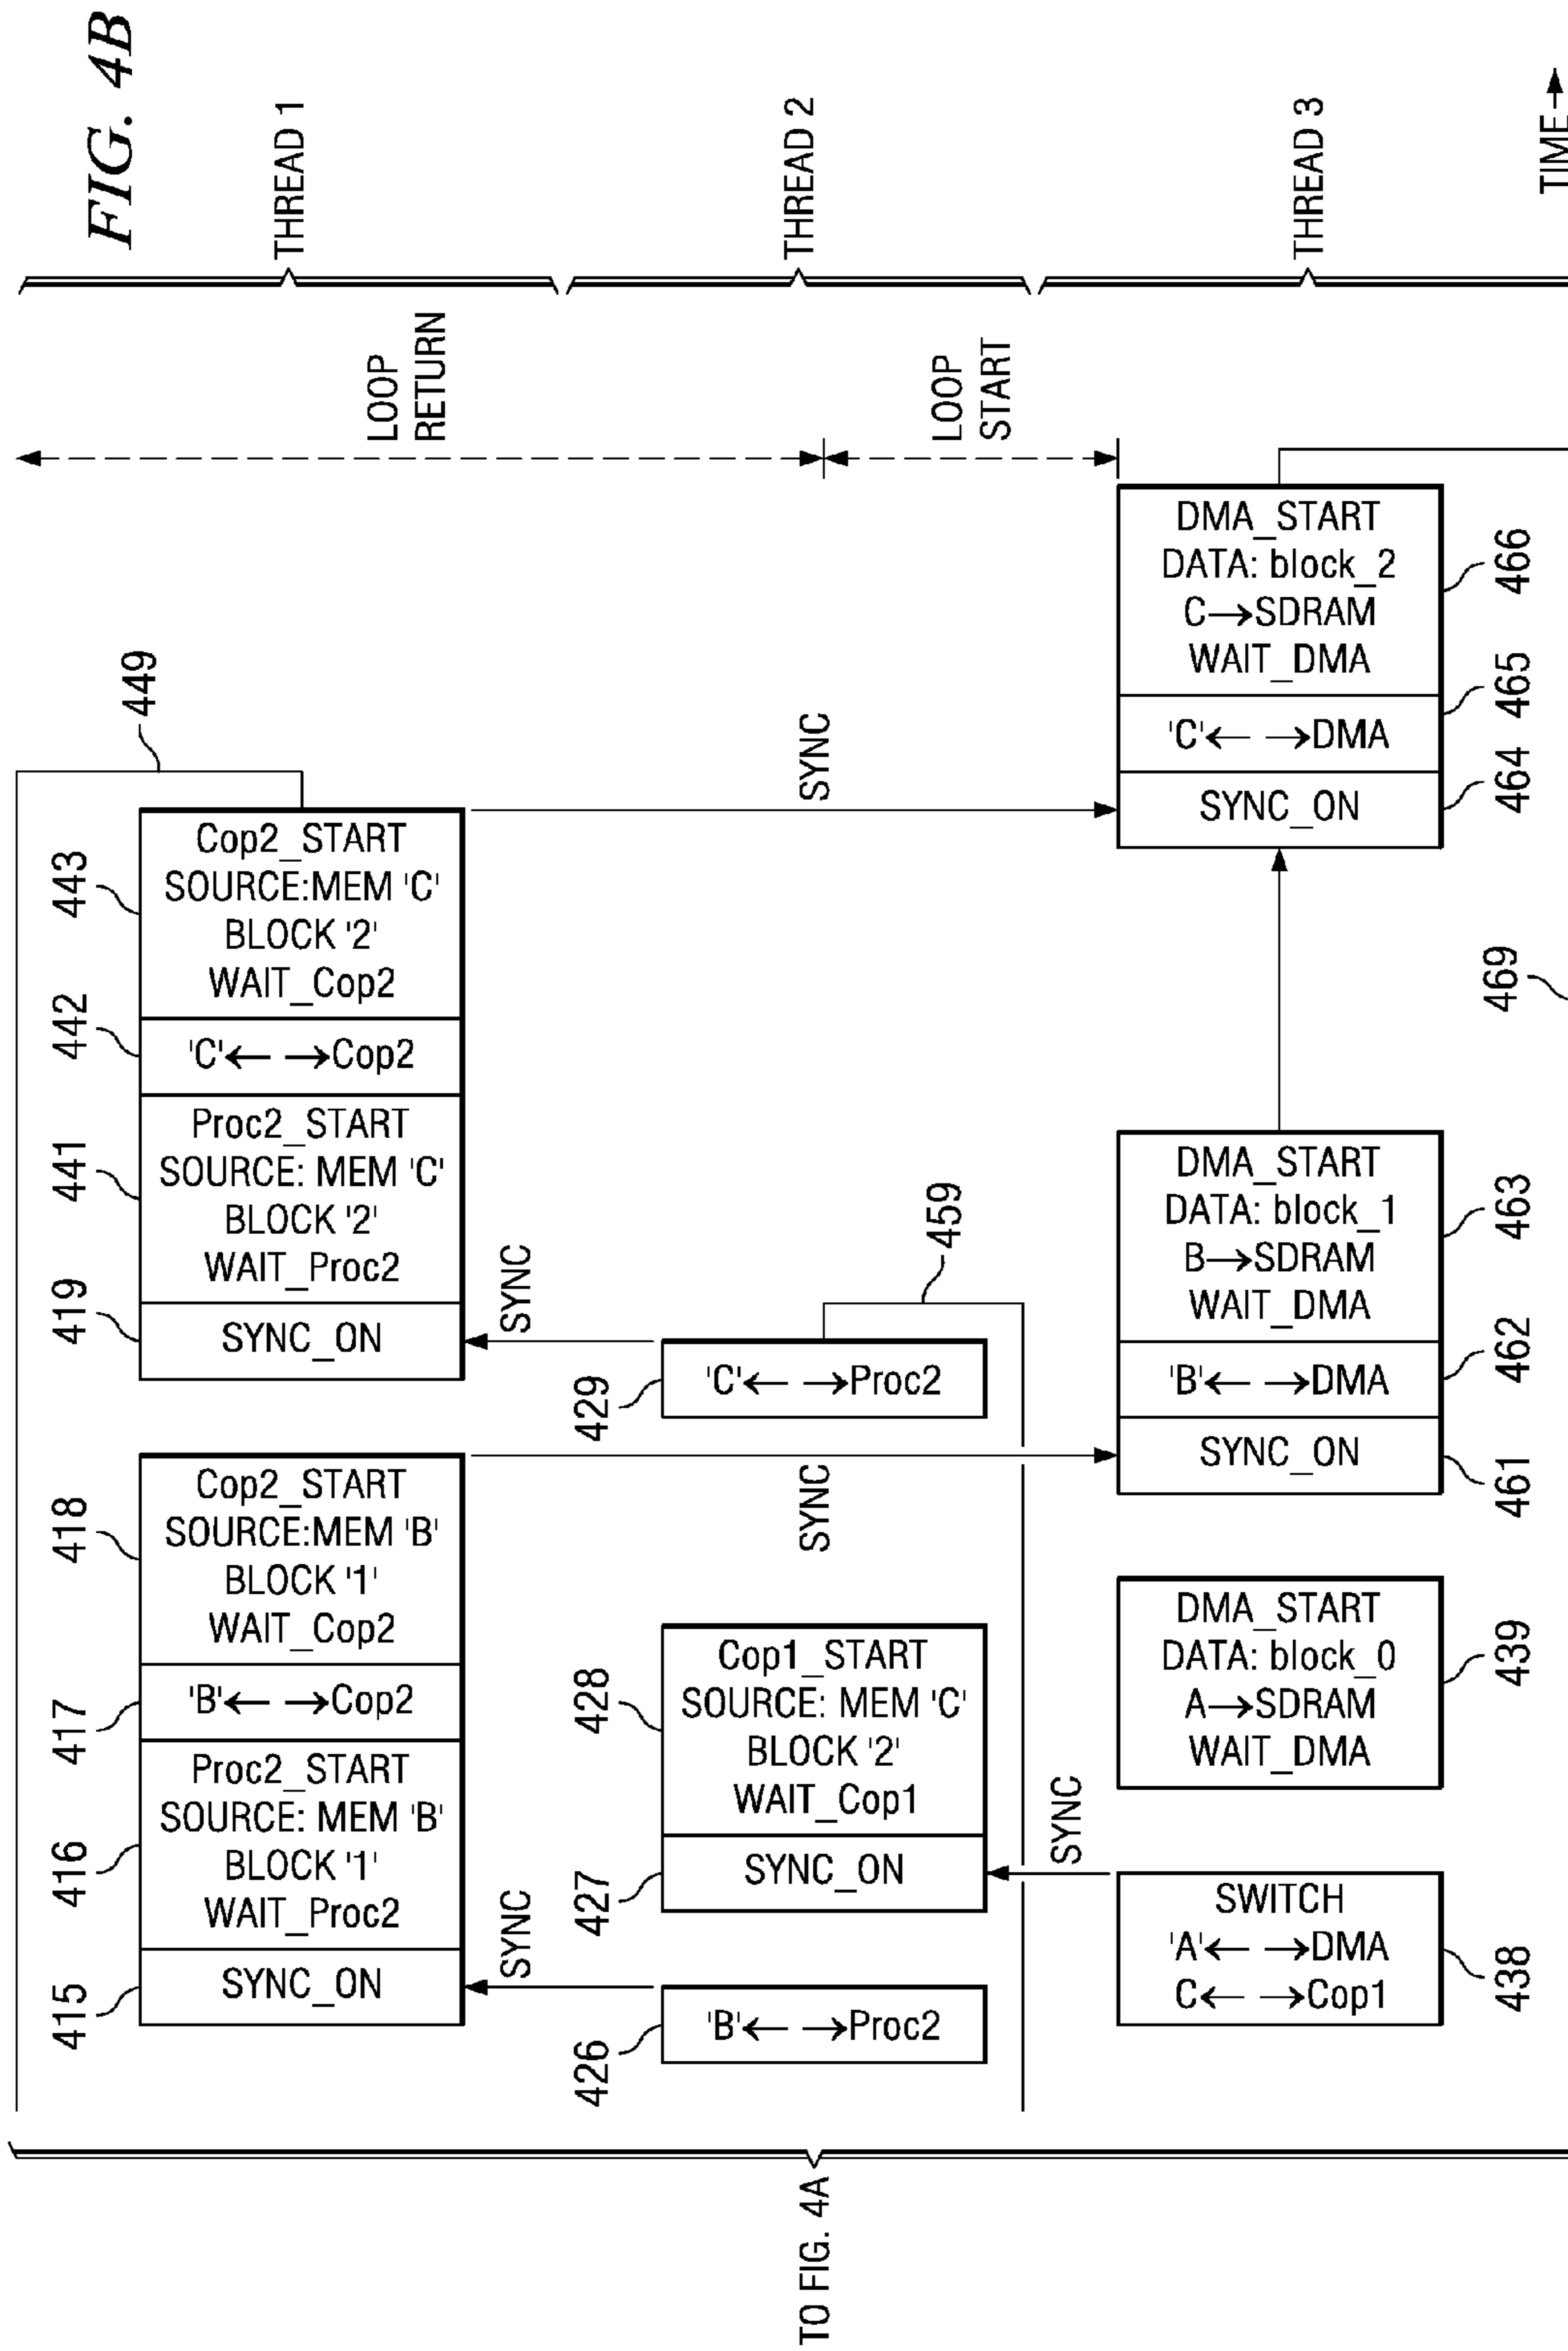 FIG. 4B
THREAD 1
THREAD 2
THREAD 3
TIME→
LOOP
RETURN
LOOP
START
449
443
Cop2_START
SOURCE:MEM 'C'
BLOCK '2'
WAIT_Cop2
442
'C'← →Cop2
441
Proc2_START
SOURCE: MEM 'C'
BLOCK '2'
WAIT_Proc2
419
SYNC_ON
SYNC
SYNC
DMA_START
DATA: block_2
C→SDRAM
WAIT_DMA
466
'C'← →DMA
465
SYNC_ON
464
469
459
429
'C'← →Proc2
DMA_START
DATA: block_1
B→SDRAM
WAIT_DMA
463
'B'← →DMA
462
SYNC_ON
461
418
Cop2_START
SOURCE:MEM 'B'
BLOCK '1'
WAIT_Cop2
417
'B'← →Cop2
416
Proc2_START
SOURCE: MEM 'B'
BLOCK '1'
WAIT_Proc2
415
SYNC_ON
SYNC
SYNC
428
Cop1_START
SOURCE: MEM 'C'
BLOCK '2'
WAIT_Cop1
427
SYNC_ON
SYNC
426
'B'← →Proc2
DMA_START
DATA: block_0
A→SDRAM
WAIT_DMA
439
SWITCH
'A'← →DMA
C← →Cop1
438
TO FIG. 4A